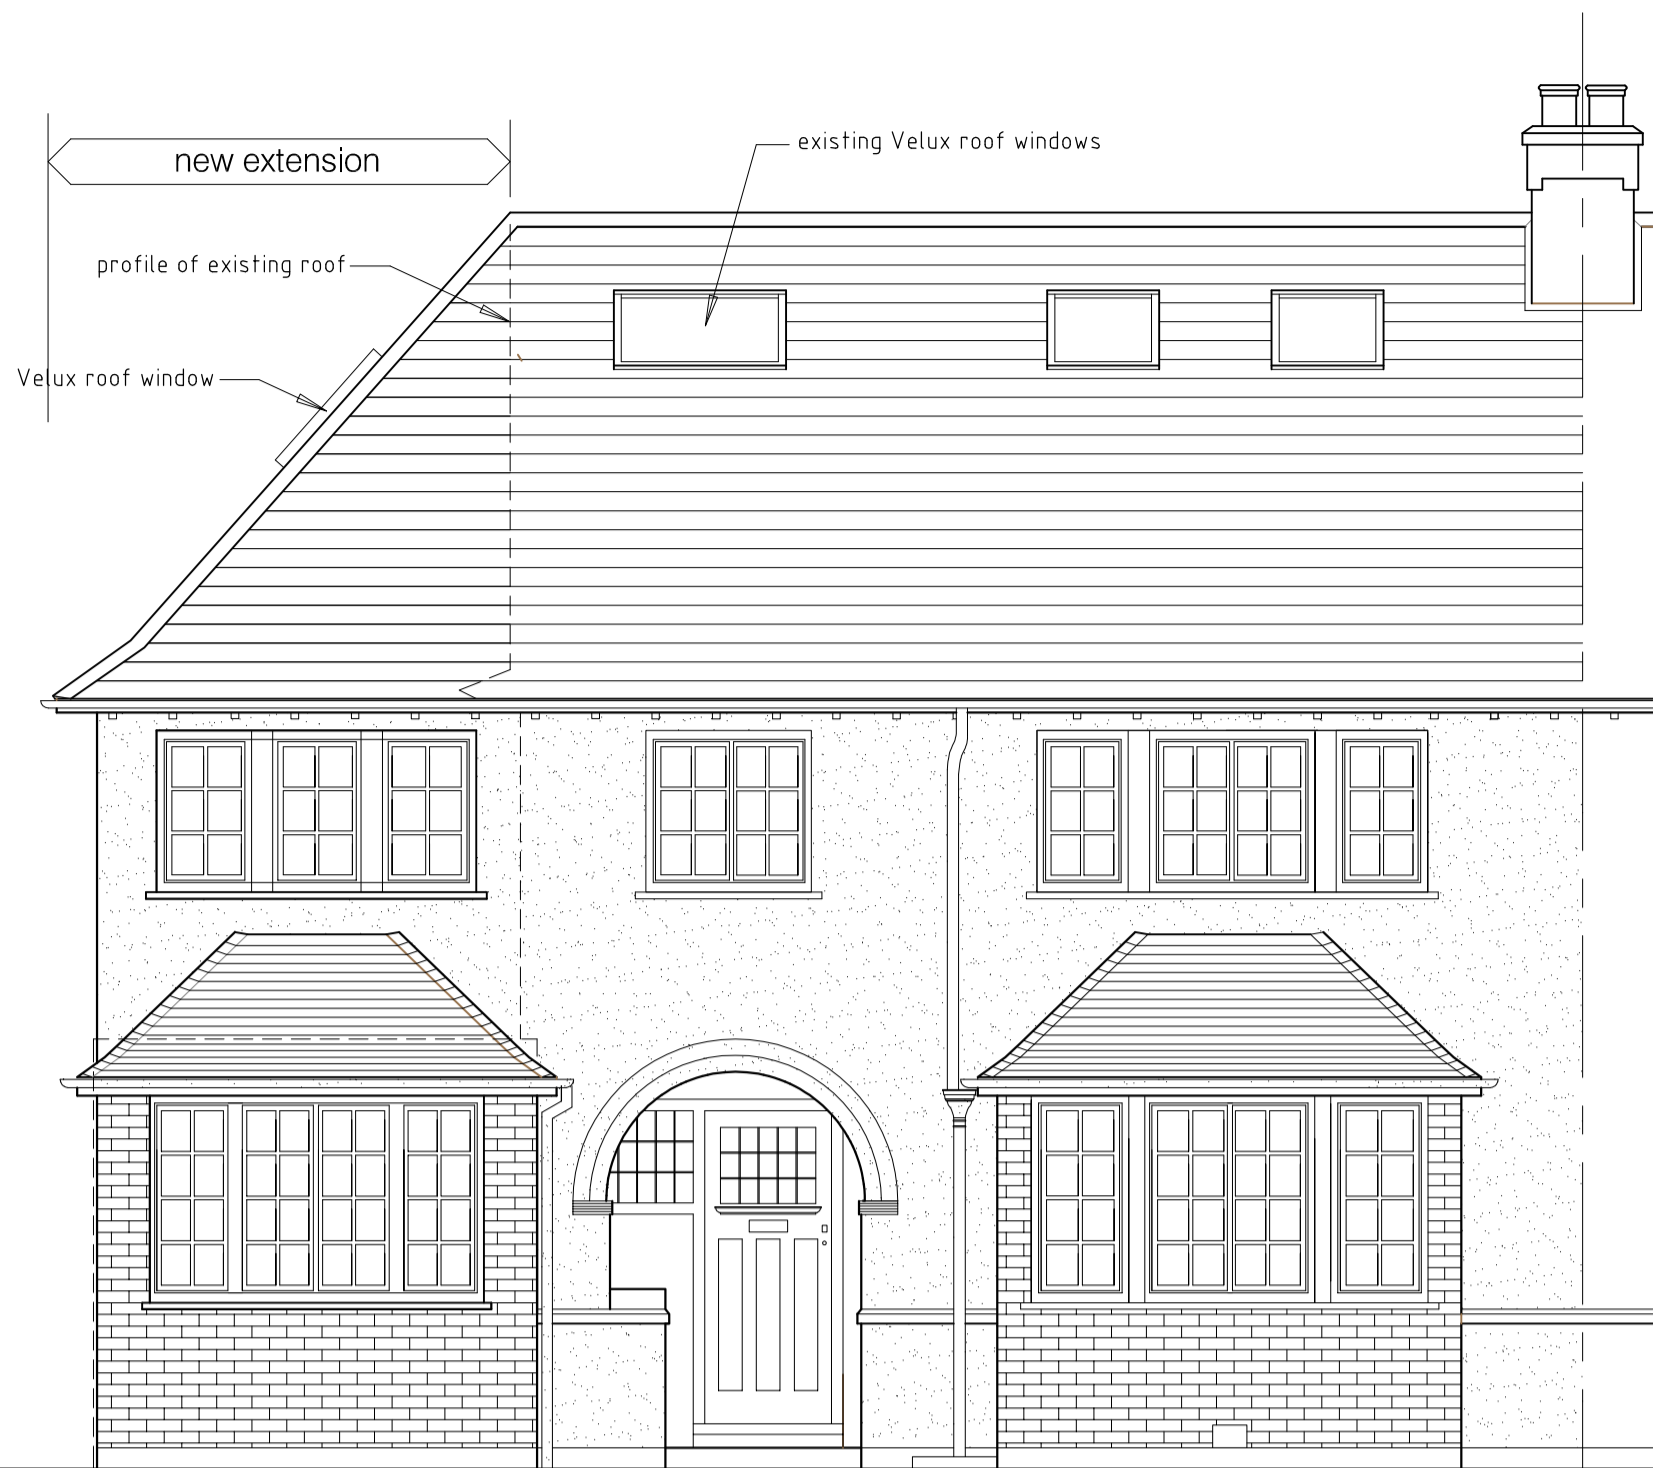 existing Velux roof windows
new extension
profile of existing roof
Velux roof window